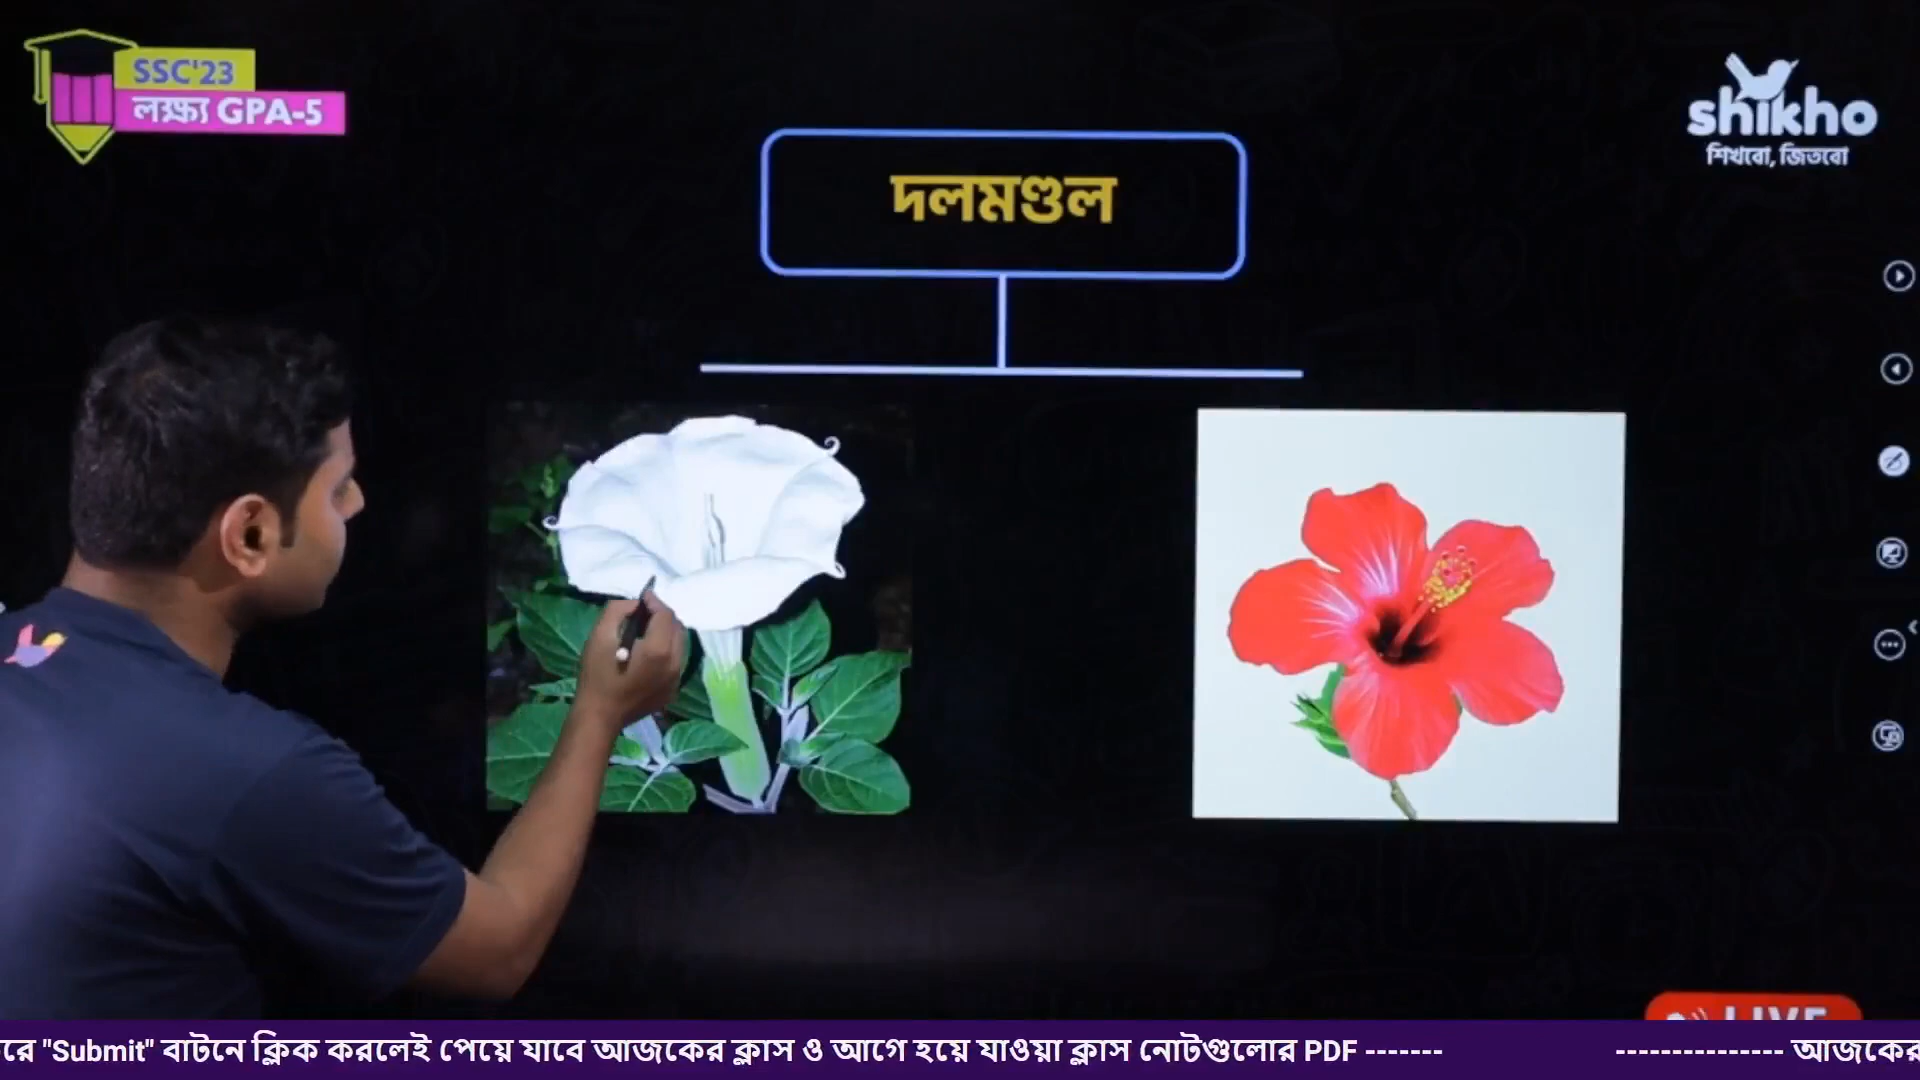 SSC'23
লক্ষ্য GPA-5
shikho
শিখবো, জিতবো
দলমণ্ডল
LIVE
রে "Submit" বাটনে ক্লিক করলেই পেয়ে যাবে আজকের ক্লাস ও আগে হয়ে যাওয়া ক্লাস নোটগুলোর PDF ------- --------------- আজকের